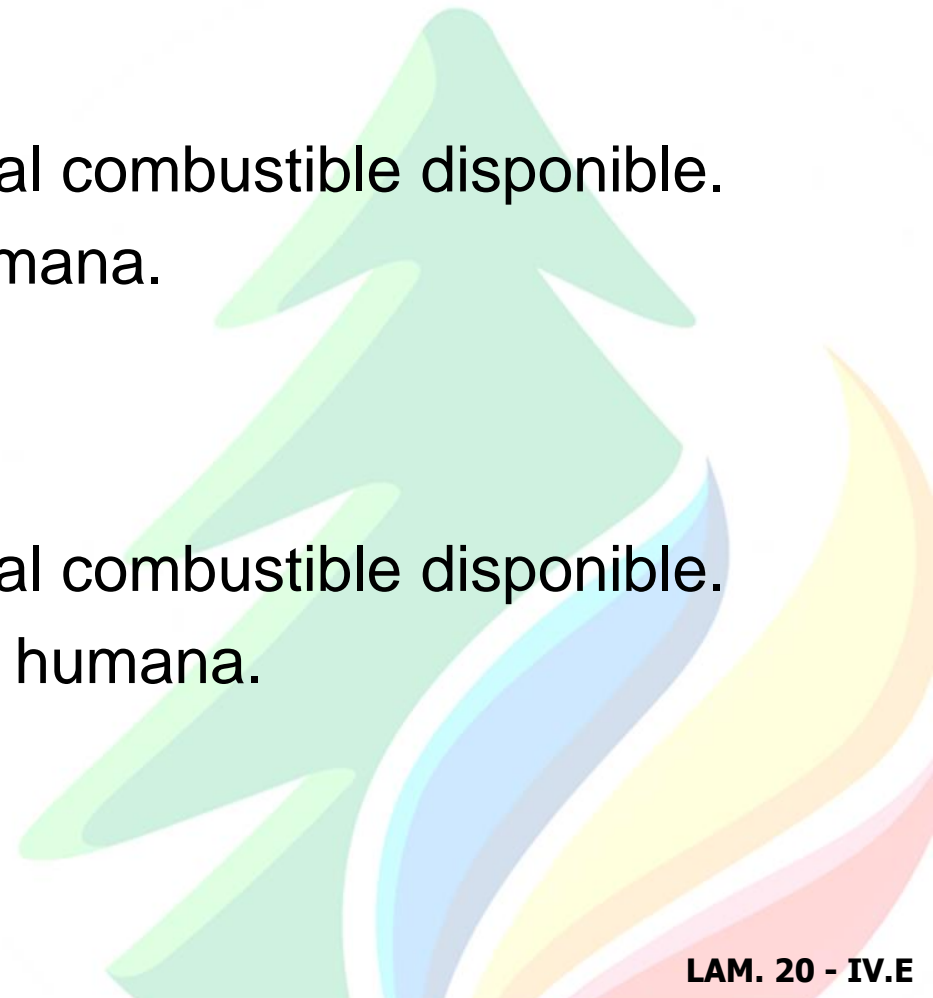 al combustible disponible.
mana.
al combustible disponible.
humana.
LAM. 20 - IV.E